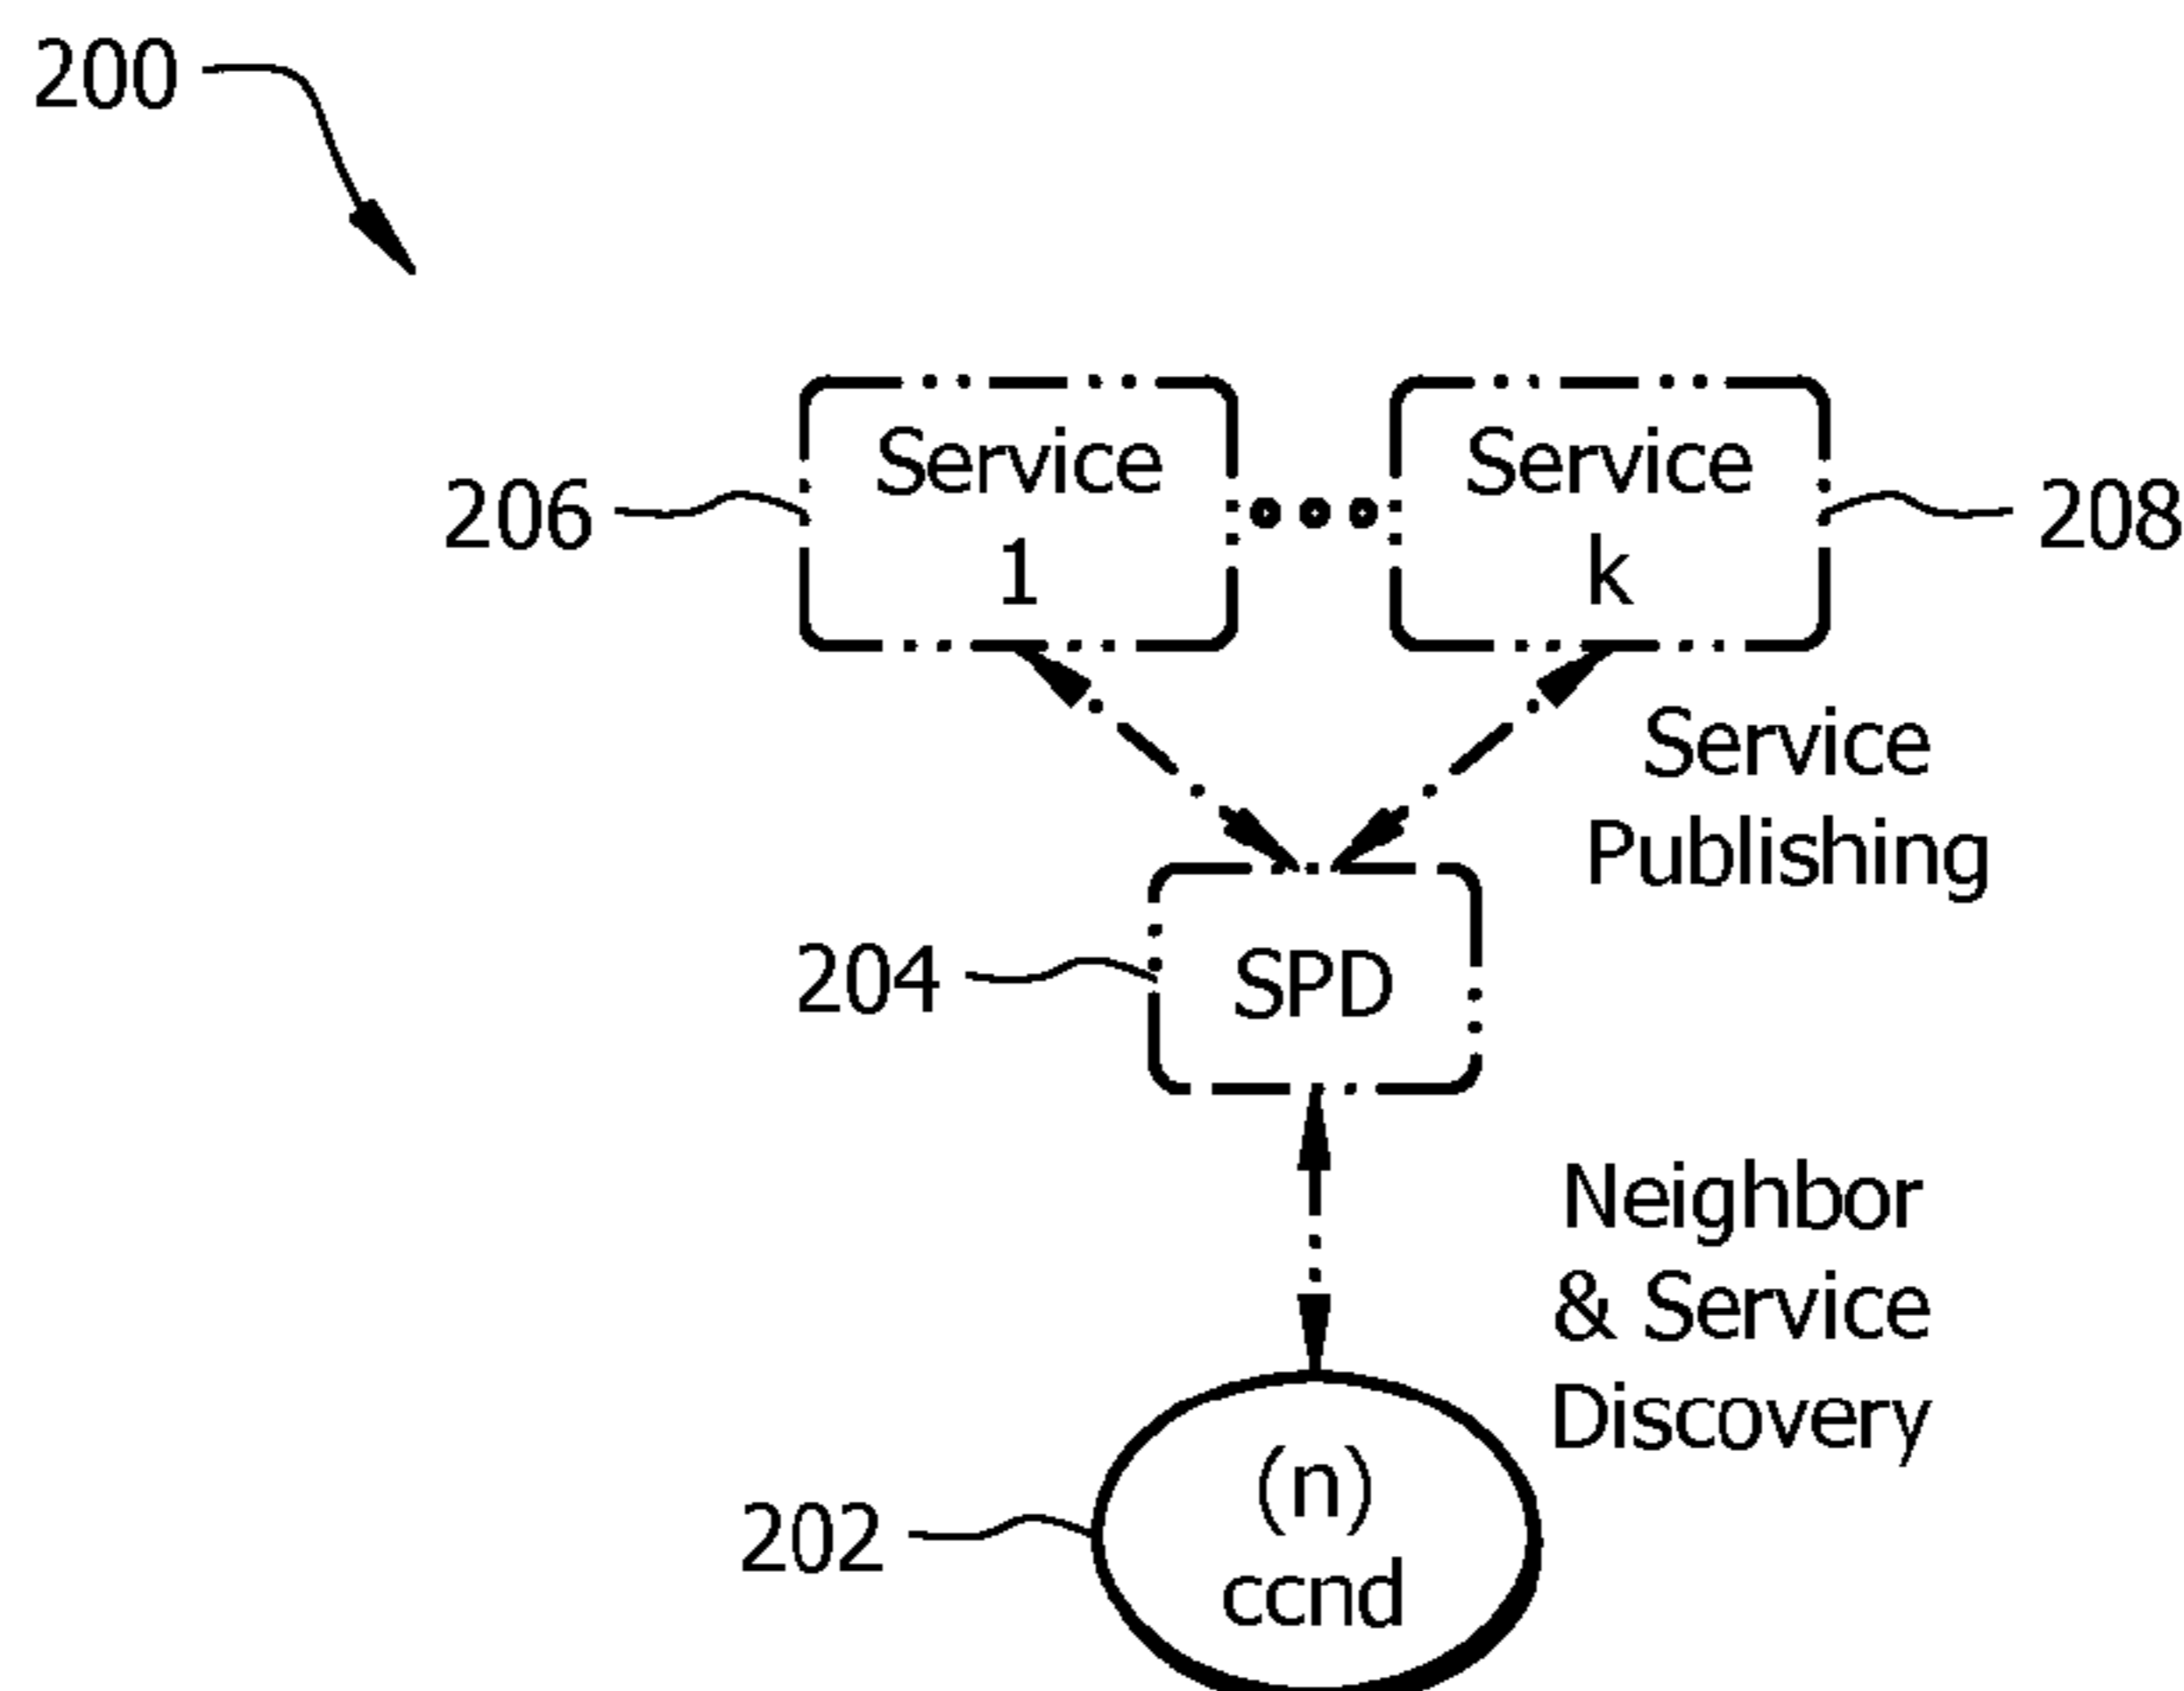 200
Service
1
Service
k
206
208
Service
Publishing
204
SPD
Neighbor
& Service
Discovery
202
(n)
ccnd